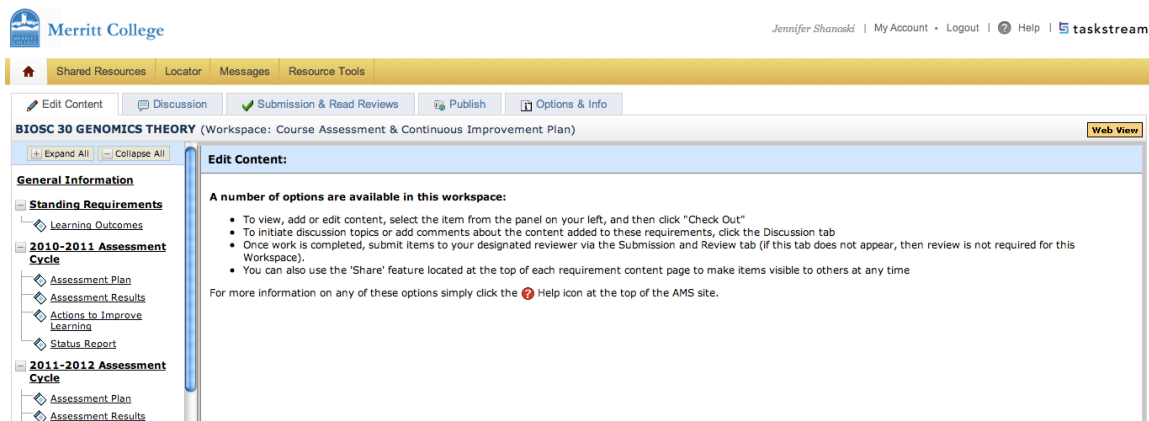 Merritt College
Jennifer Shanoski | My Account • Logout | ? Help | taskstream
Shared Resources Locator Messages Resource Tools
Edit Content Discussion Submission & Read Reviews Publish Options & Info
BIOSC 30 GENOMICS THEORY (Workspace: Course Assessment & Continuous Improvement Plan)
Web View
Expand All Collapse All
General Information
Standing Requirements
Learning Outcomes
2010-2011 Assessment
Cycle
Assessment Plan
Assessment Results
Actions to Improve
Learning
Status Report
2011-2012 Assessment
Cycle
Assessment Plan
Assessment Results
Edit Content:
A number of options are available in this workspace:
• To view, add or edit content, select the item from the panel on your left, and then click "Check Out"
• To initiate discussion topics or add comments about the content added to these requirements, click the Discussion tab
• Once work is completed, submit items to your designated reviewer via the Submission and Review tab (if this tab does not appear, then review is not required for this
Workspace).
• You can also use the 'Share' feature located at the top of each requirement content page to make items visible to others at any time
For more information on any of these options simply click the ? Help icon at the top of the AMS site.